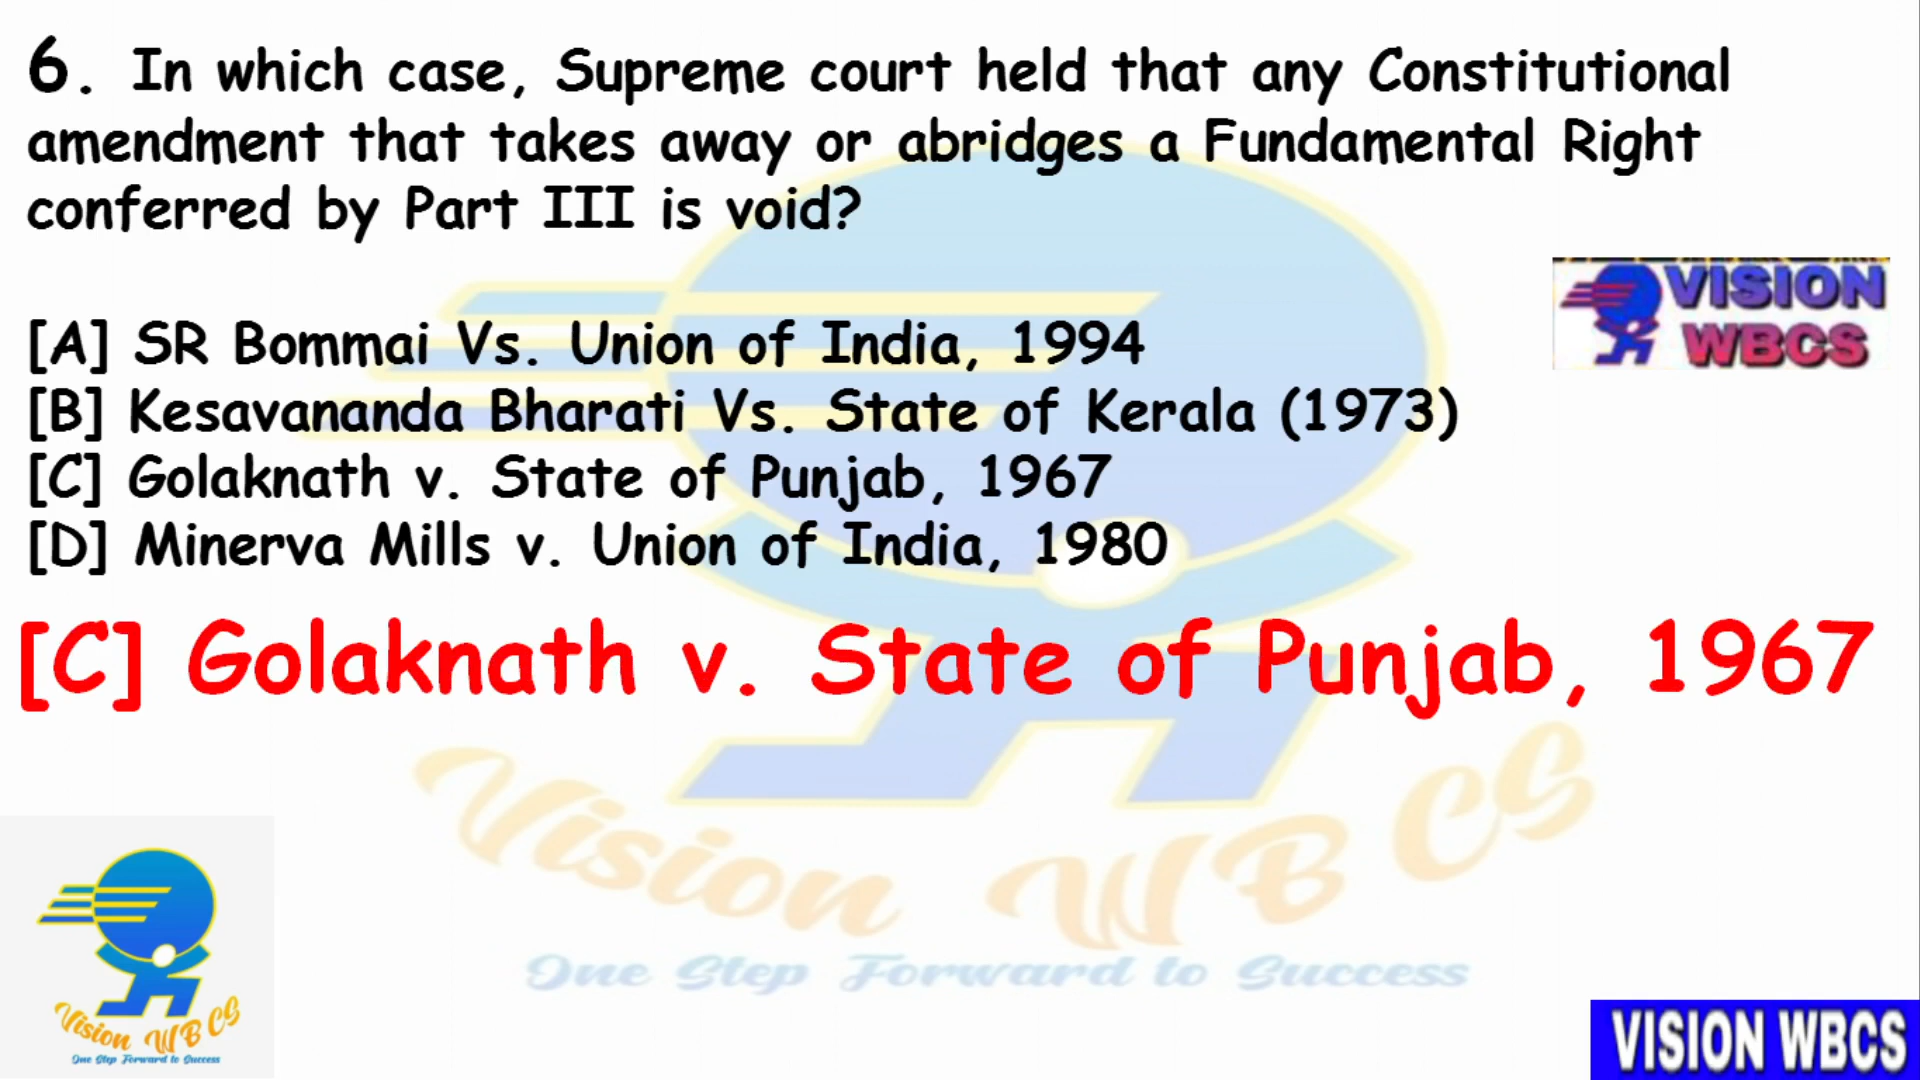 6. In which case, Supreme court held that any Constitutional
amendment that takes away or abridges a Fundamental Right
conferred by Part III is void?
VISION
WBCS
[A] SR Bommai Vs. Union of India, 1994
[B] Kesavananda Bharati Vs. State of Kerala (1973)
[C] Golaknath v. State of Punjab, 1967
[D] Minerva Mills v. Union of India, 1980
[C] Golaknath v. State of Punjab, 1967
Vision WBCS
One Step Forward to Success
Vision WBCS
One Step Forward to Success
VISION WBCS